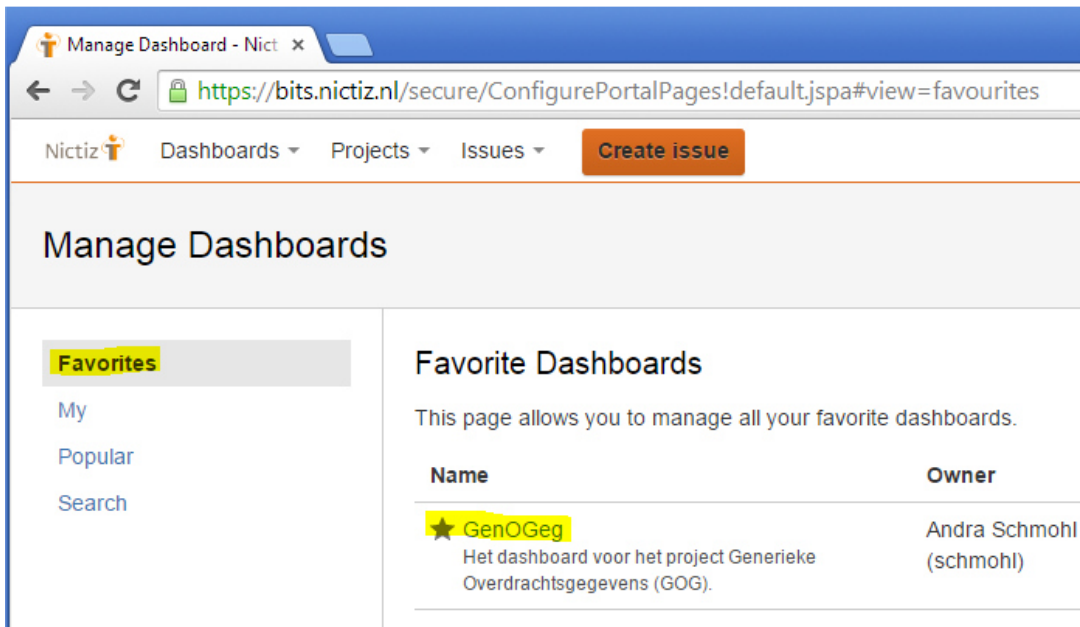 Manage Dashboard - Nict
https://bits.nictiz.nl/secure/ConfigurePortalPages!default.jspa#view=favourites
Nictiz Dashboards Projects Issues Create issue
Manage Dashboards
Favorites
My
Popular
Search
Favorite Dashboards
This page allows you to manage all your favorite dashboards.
Name Owner
GenOGeg Andra Schmohl
(schmohl)
Het dashboard voor het project Generieke
Overdrachtsgegevens (GOG).